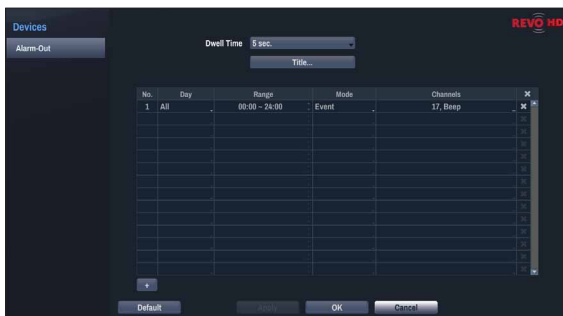 Devices
REVO HD
Alarm-Out
Dwell Time 5 sec.
Title...
No. Day Range Mode Channels ×
1 All 00:00 ~ 24:00 Event 17, Beep ×
+
Default Apply OK Cancel